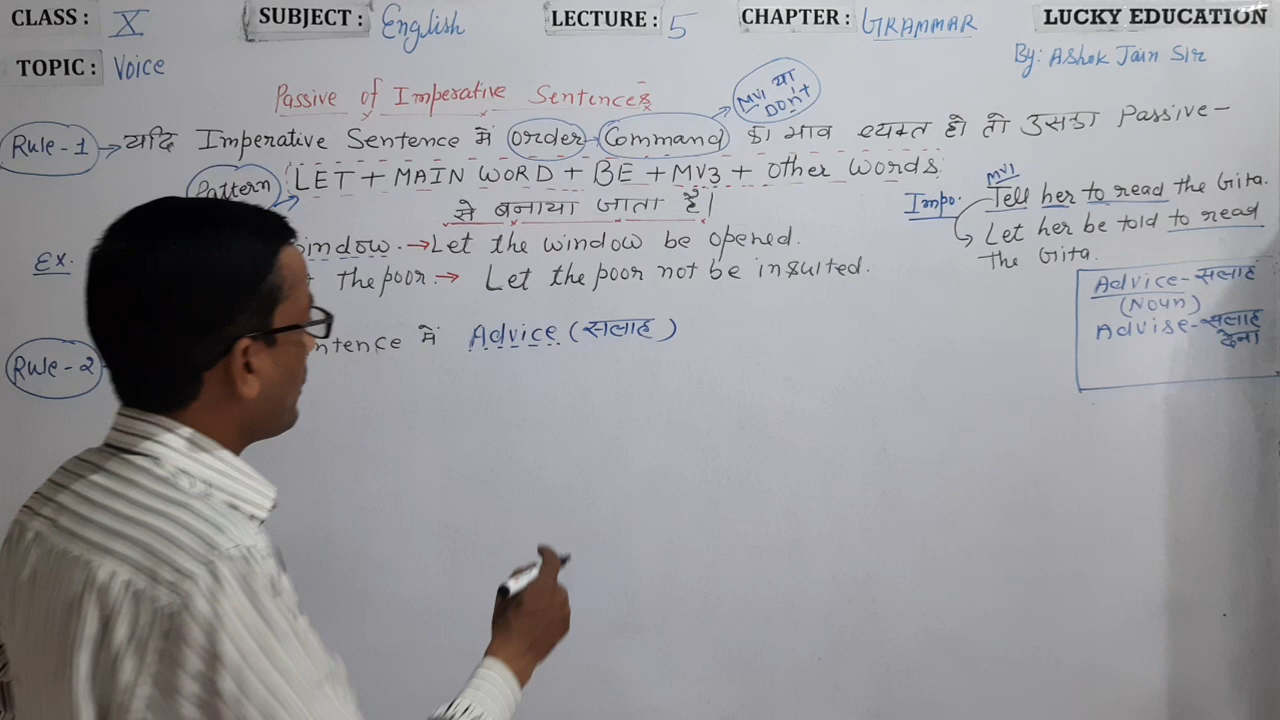 CLASS : X SUBJECT : English LECTURE : 5 CHAPTER : GRAMMAR LUCKY EDUCATION
TOPIC : Voice By: Ashok Jain Sir
Passive of Imperative Sentences
MV1 या Don't
Rule-1 → यदि Imperative Sentence में Order Command का भाव व्यक्त हो तो उसका Passive -
Pattern LET + MAIN WORD + BE + MV3 + Other words
से बनाया जाता है।
Ex. window. → Let the window be opened.
the poor. → Let the poor not be insulted.
Rule-2 ntence में Advice (सलाह)
MV1
Impo. Tell her to read the Gita.
Let her be told to read
the Gita.
Advice - सलाह
(Noun)
Advise - सलाह
देना